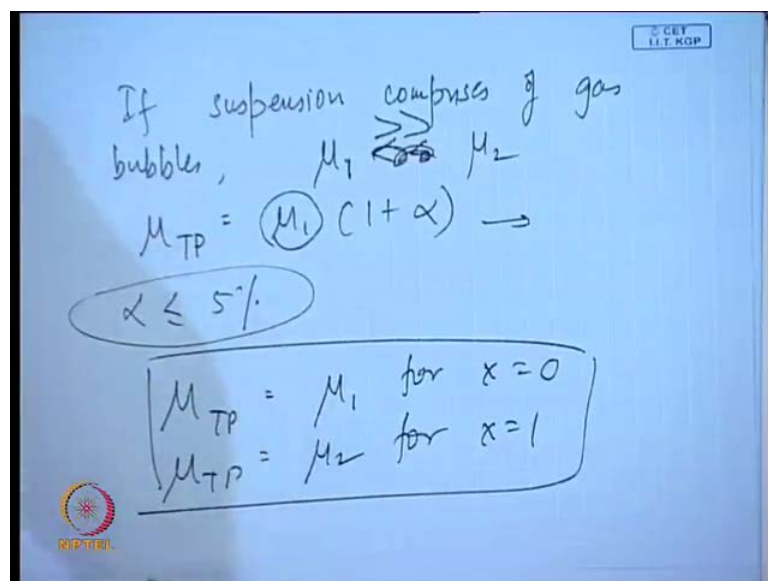 © CET
I.I.T. KGP
If suspension comprises of gas
bubbles, μ1 >> μ2
μTP = μ1 (1 + α) →
α ≤ 5%
μTP = μ1 for x = 0
μTP = μ2 for x = 1
NPTEL